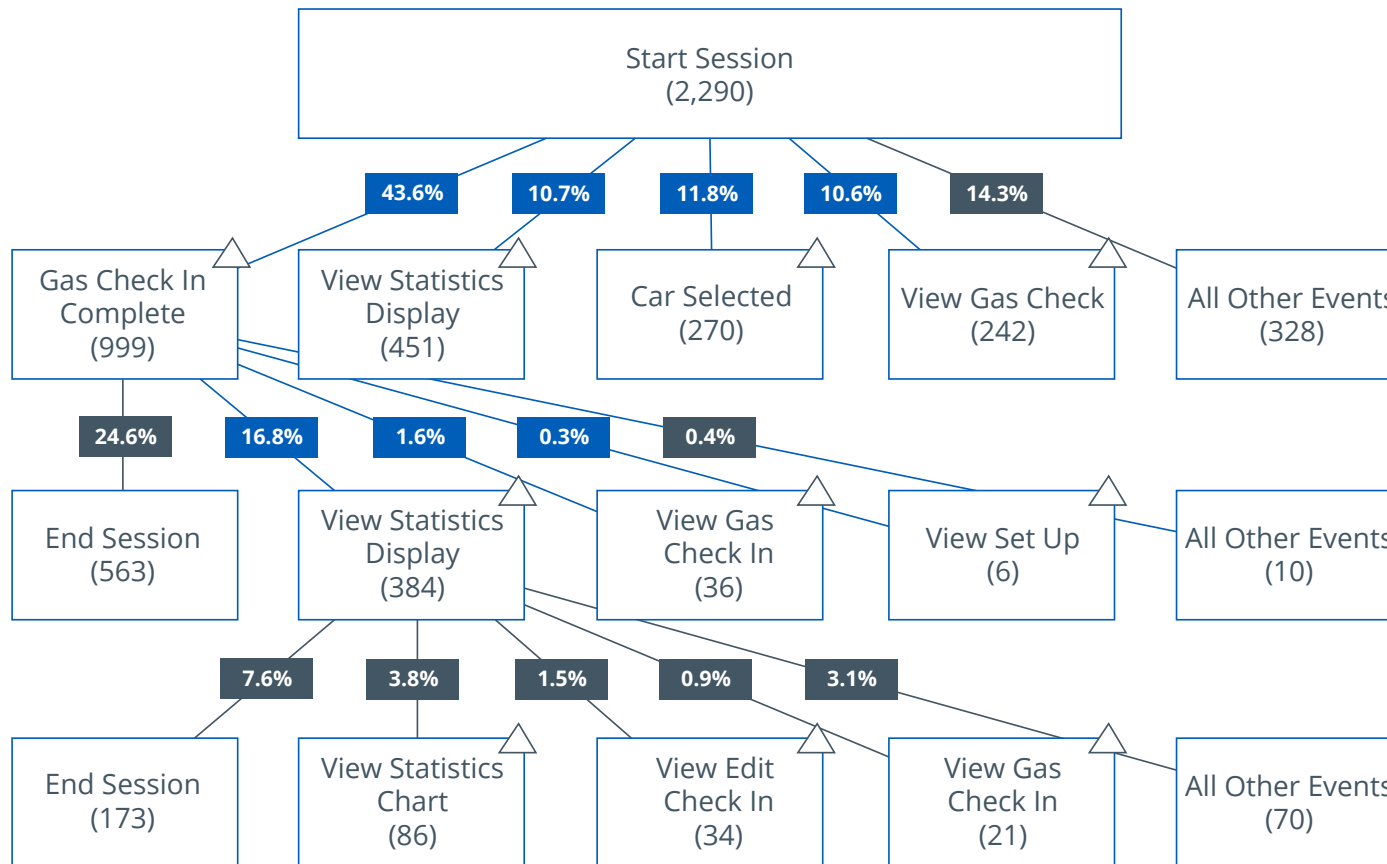 Start Session
(2,290)
43.6%
10.7%
11.8%
10.6%
14.3%
Gas Check In
Complete
(999)
View Statistics
Display
(451)
Car Selected
(270)
View Gas Check
(242)
All Other Events
(328)
24.6%
16.8%
1.6%
0.3%
0.4%
End Session
(563)
View Statistics
Display
(384)
View Gas
Check In
(36)
View Set Up
(6)
All Other Events
(10)
7.6%
3.8%
1.5%
0.9%
3.1%
End Session
(173)
View Statistics
Chart
(86)
View Edit
Check In
(34)
View Gas
Check In
(21)
All Other Events
(70)